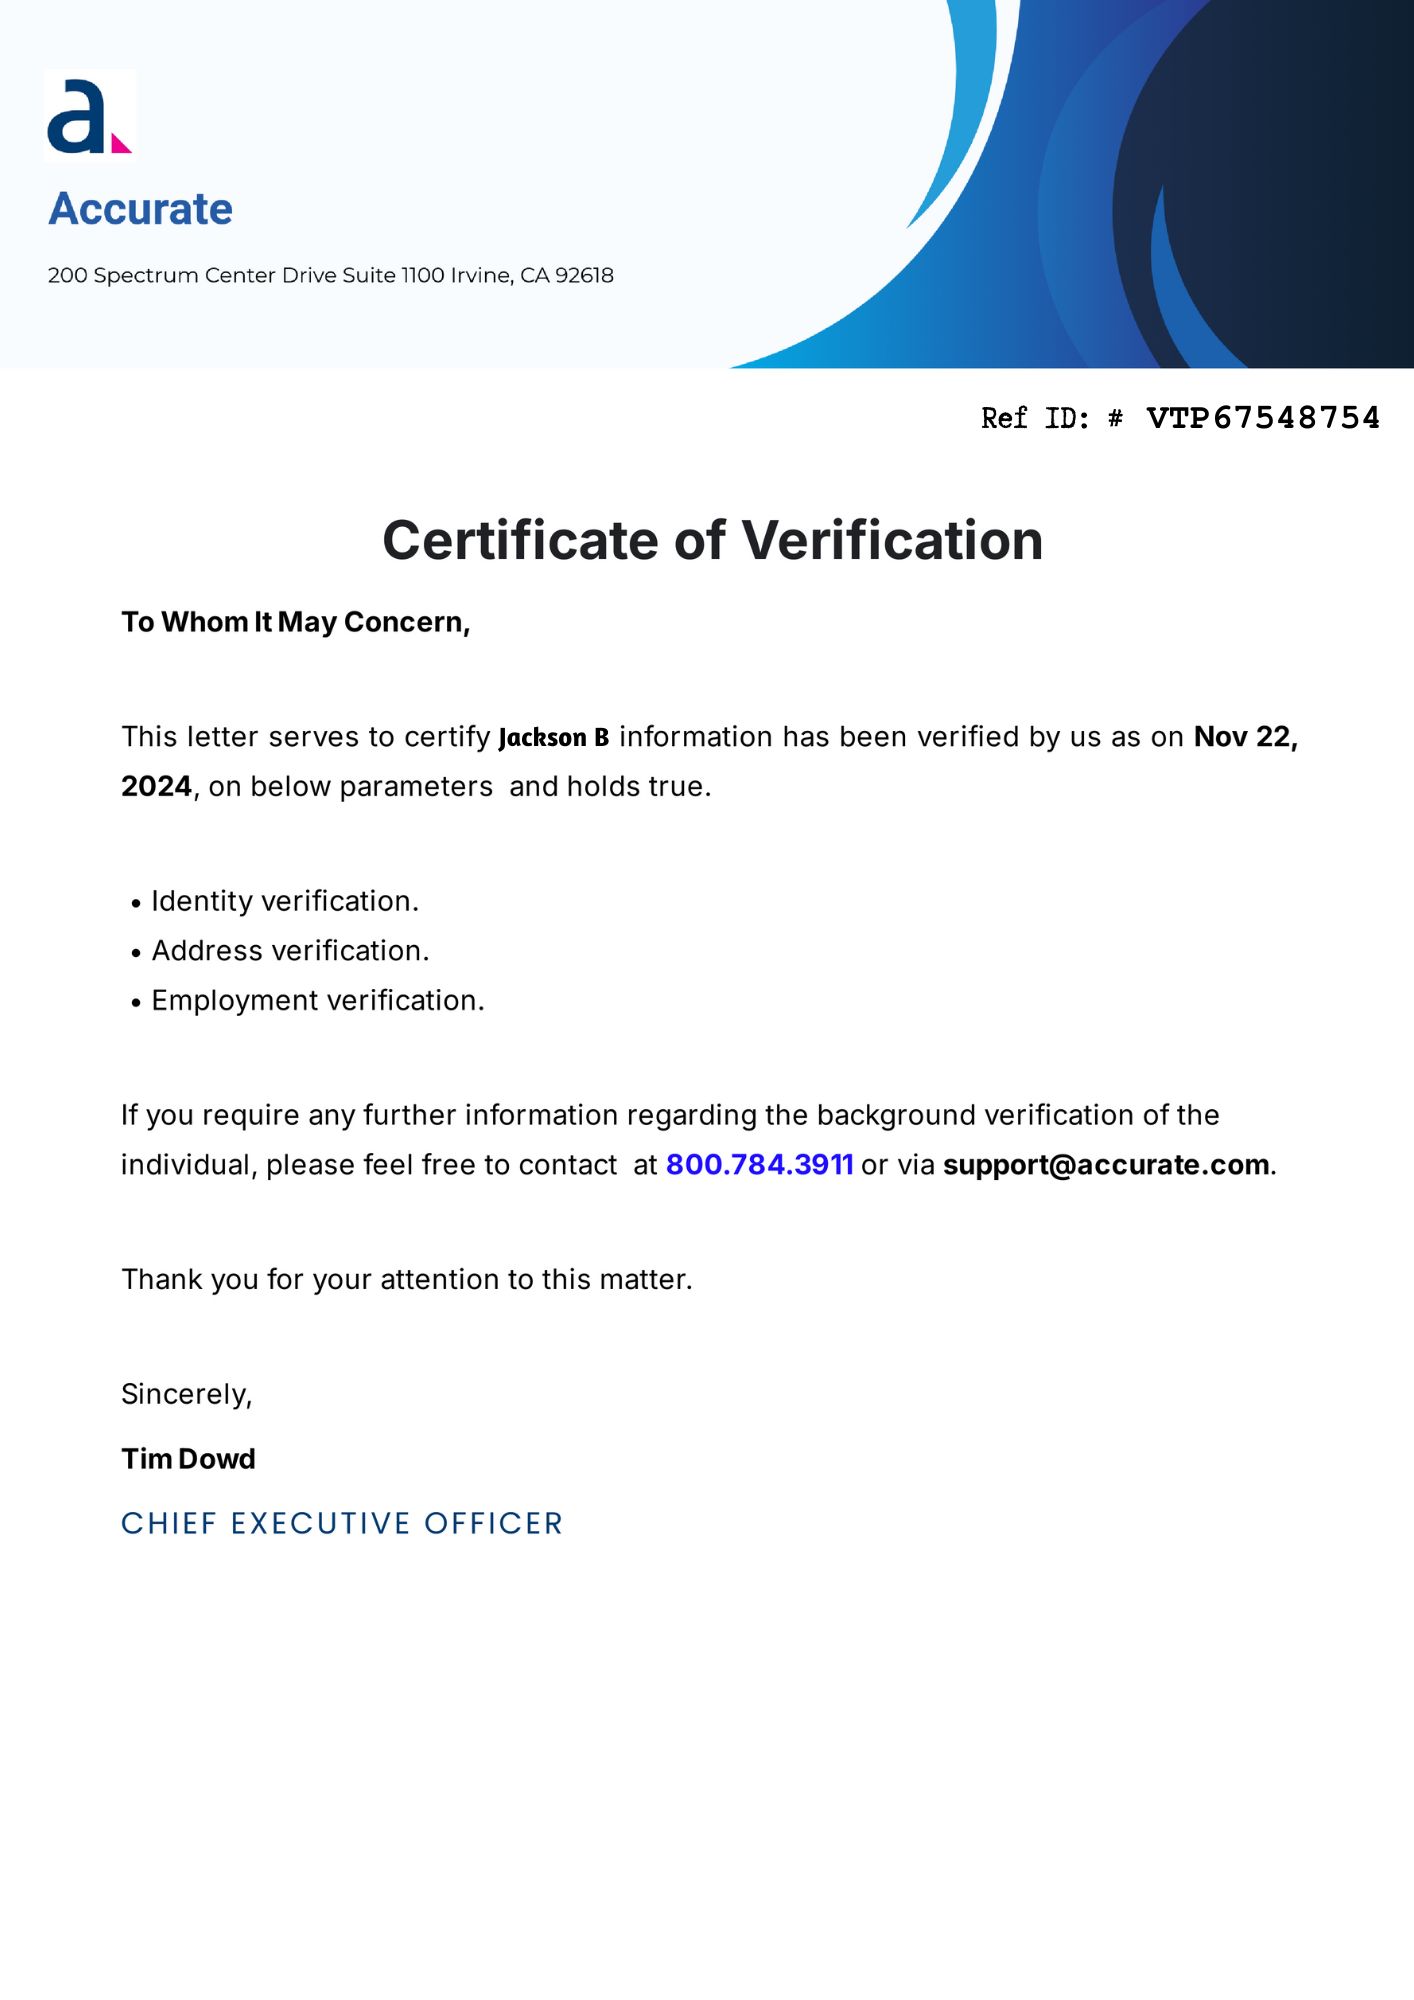 a
Accurate
200 Spectrum Center Drive Suite 1100 Irvine, CA 92618
Ref ID: # VTP67548754
Certificate of Verification
To Whom It May Concern,
This letter serves to certify Jackson B information has been verified by us as on Nov 22,
2024, on below parameters  and holds true.
• Identity verification.
• Address verification.
• Employment verification.
If you require any further information regarding the background verification of the
individual, please feel free to contact  at 800.784.3911 or via support@accurate.com.
Thank you for your attention to this matter.
Sincerely,
Tim Dowd
CHIEF EXECUTIVE OFFICER